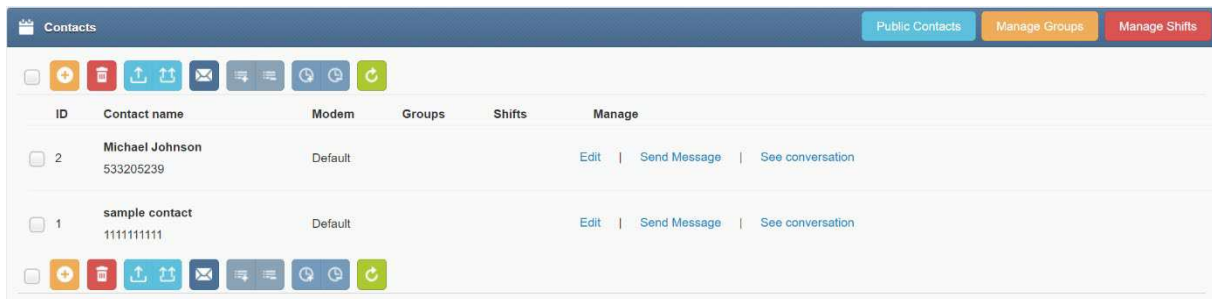 Contacts Public Contacts Manage Groups Manage Shifts
ID Contact name Modem Groups Shifts Manage
Michael Johnson
2 Default Edit | Send Message | See conversation
533205239
sample contact
1 Default Edit | Send Message | See conversation
1111111111